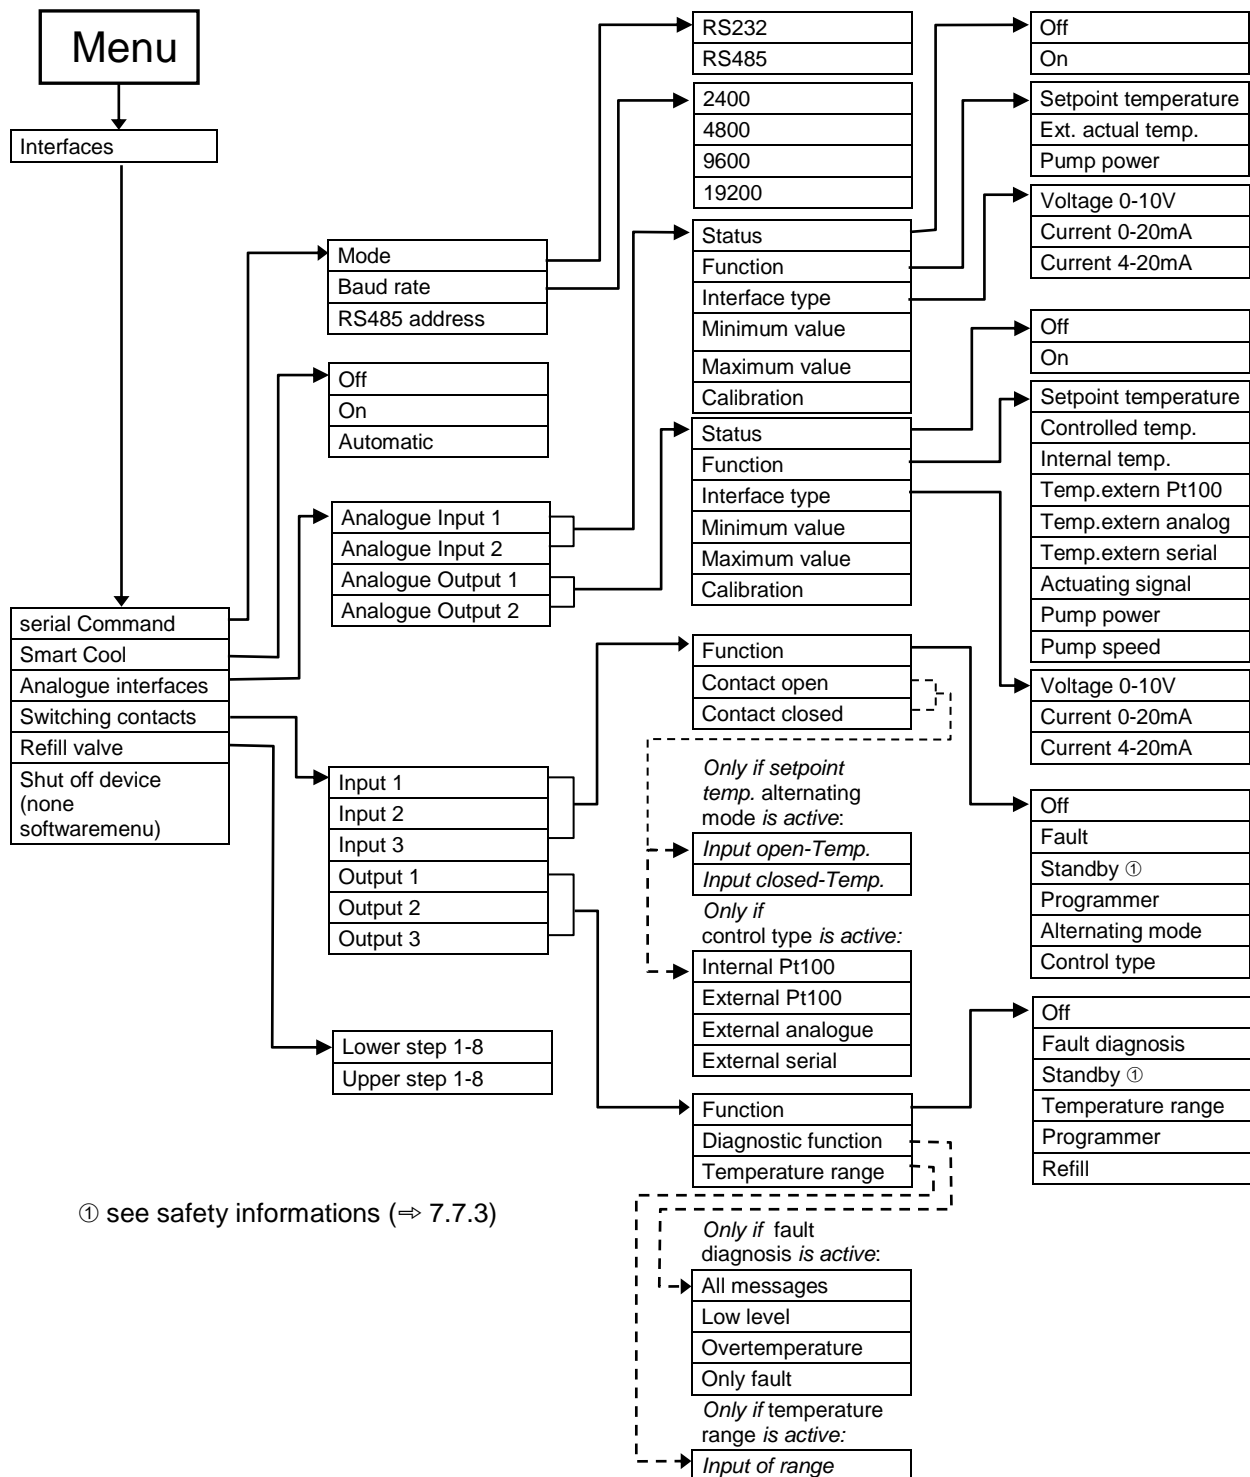 Menu
Interfaces
serial Command
Smart Cool
Analogue interfaces
Switching contacts
Refill valve
Shut off device
(none
softwaremenu)
Mode
Baud rate
RS485 address
Off
On
Automatic
Analogue Input 1
Analogue Input 2
Analogue Output 1
Analogue Output 2
Input 1
Input 2
Input 3
Output 1
Output 2
Output 3
Lower step 1-8
Upper step 1-8
RS232
RS485
2400
4800
9600
19200
Status
Function
Interface type
Minimum value
Maximum value
Calibration
Status
Function
Interface type
Minimum value
Maximum value
Calibration
Function
Contact open
Contact closed
Only if setpoint
temp. alternating
mode is active:
Input open-Temp.
Input closed-Temp.
Only if
control type is active:
Internal Pt100
External Pt100
External analogue
External serial
Function
Diagnostic function
Temperature range
Only if fault
diagnosis is active:
All messages
Low level
Overtemperature
Only fault
Only if temperature
range is active:
Input of range
Off
On
Setpoint temperature
Ext. actual temp.
Pump power
Voltage 0-10V
Current 0-20mA
Current 4-20mA
Off
On
Setpoint temperature
Controlled temp.
Internal temp.
Temp.extern Pt100
Temp.extern analog
Temp.extern serial
Actuating signal
Pump power
Pump speed
Voltage 0-10V
Current 0-20mA
Current 4-20mA
Off
Fault
Standby ①
Programmer
Alternating mode
Control type
Off
Fault diagnosis
Standby ①
Temperature range
Programmer
Refill
① see safety informations (⇨ 7.7.3)